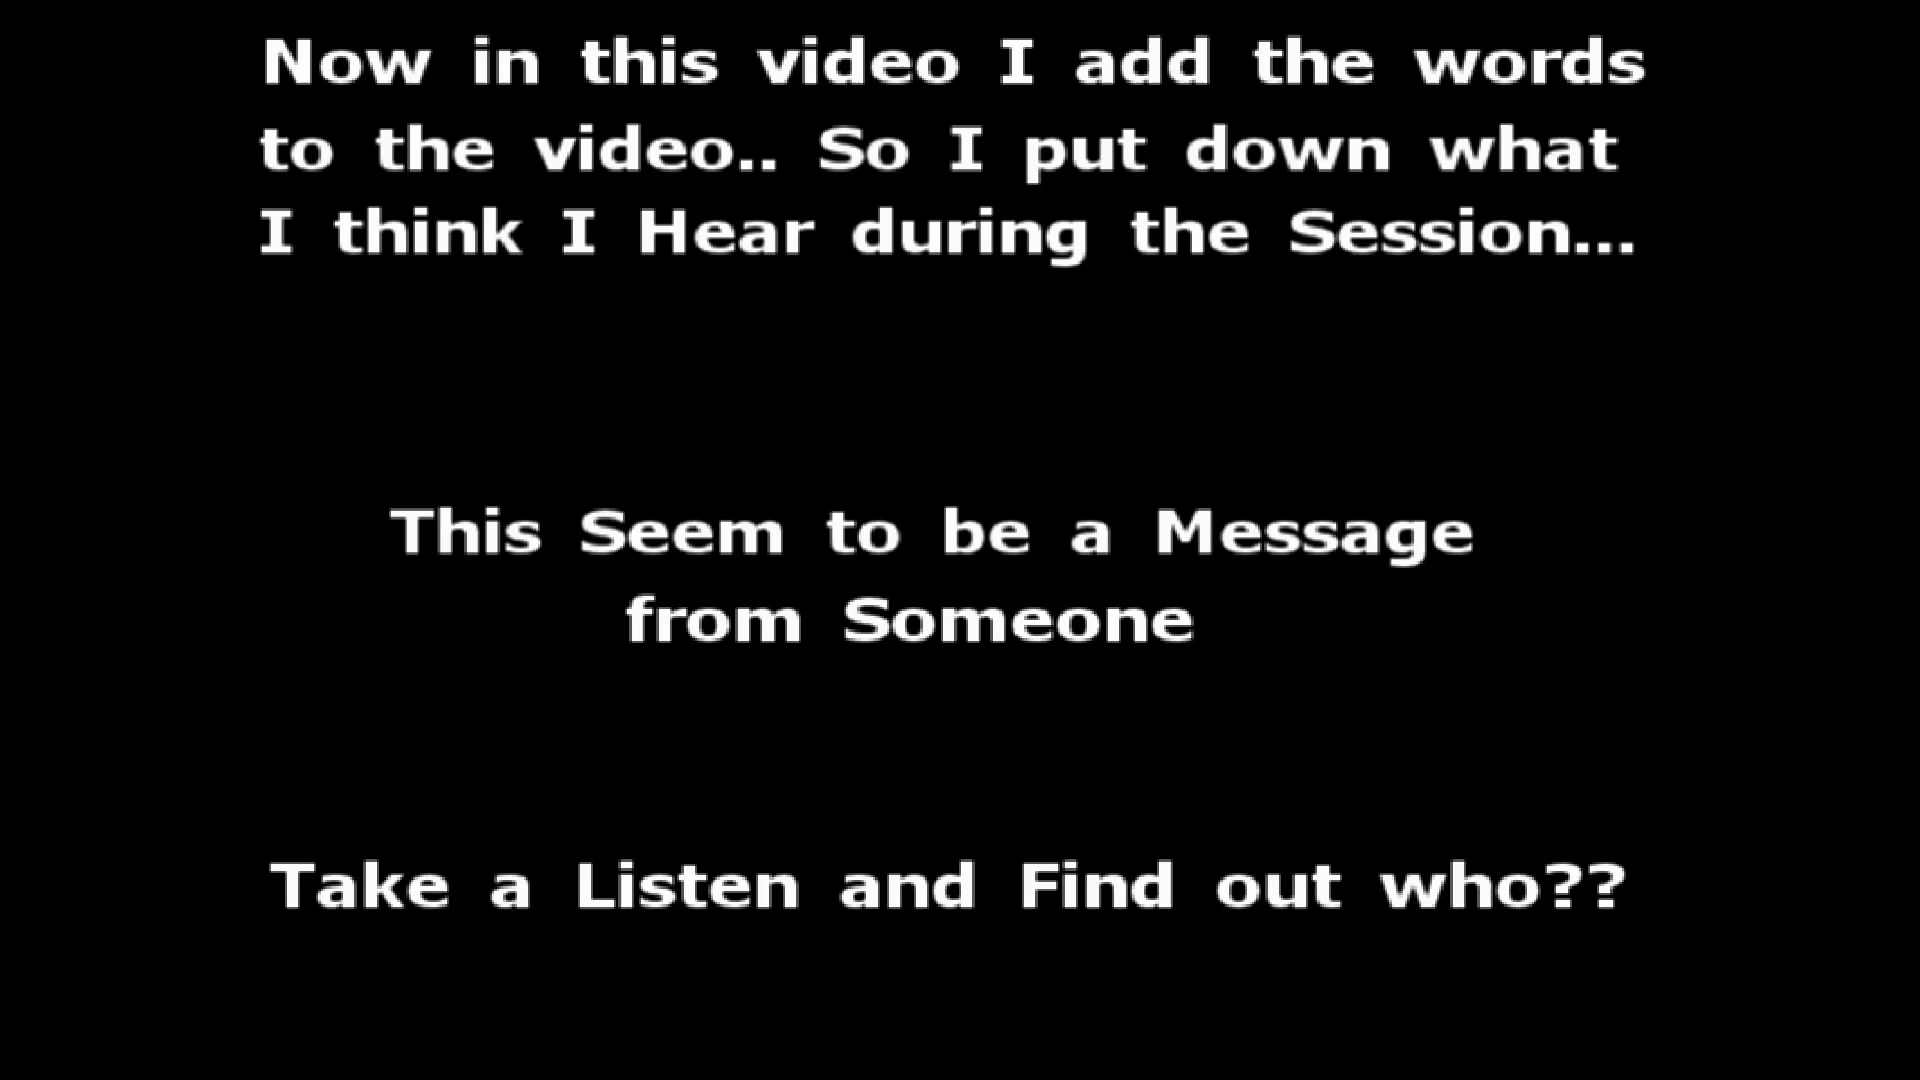 Now in this video I add the words
to the video.. So I put down what
I think I Hear during the Session...
This Seem to be a Message
from Someone
Take a Listen and Find out who??